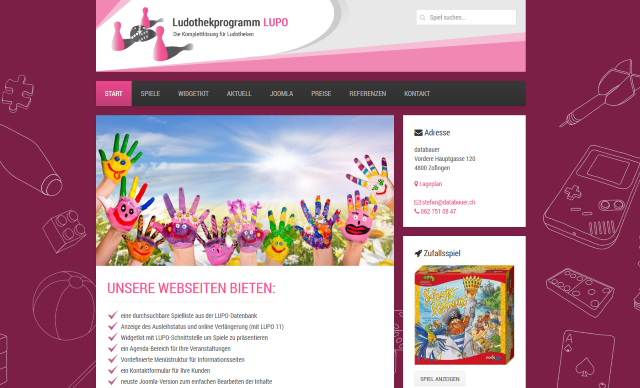 Ludothekprogramm LUPO
Die Komplettlösung für Ludotheken
Spiel suchen...
START
SPIELE
WIDGETKIT
AKTUELL
JOOMLA
PREISE
REFERENZEN
KONTAKT
Adresse
databauer
Vordere Hauptgasse 120
4800 Zofingen
Lageplan
stefan@databauer.ch
062 751 08 47
UNSERE WEBSEITEN BIETEN:
eine durchsuchbare Spielliste aus der LUPO-Datenbank
Anzeige des Ausleihstatus und online Verlängerung (mit LUPO 11)
Widgetkit mit LUPO-Schnittstelle um Spiele zu präsentieren
ein Agenda-Bereich für Ihre Veranstaltungen
Vordefinierte Menüstruktur für Informationsseiten
ein Kontaktformular für Ihre Kunden
neuste Joomla-Version zum einfachen Bearbeiten der Inhalte
Zufallsspiel
SPIEL ANZEIGEN